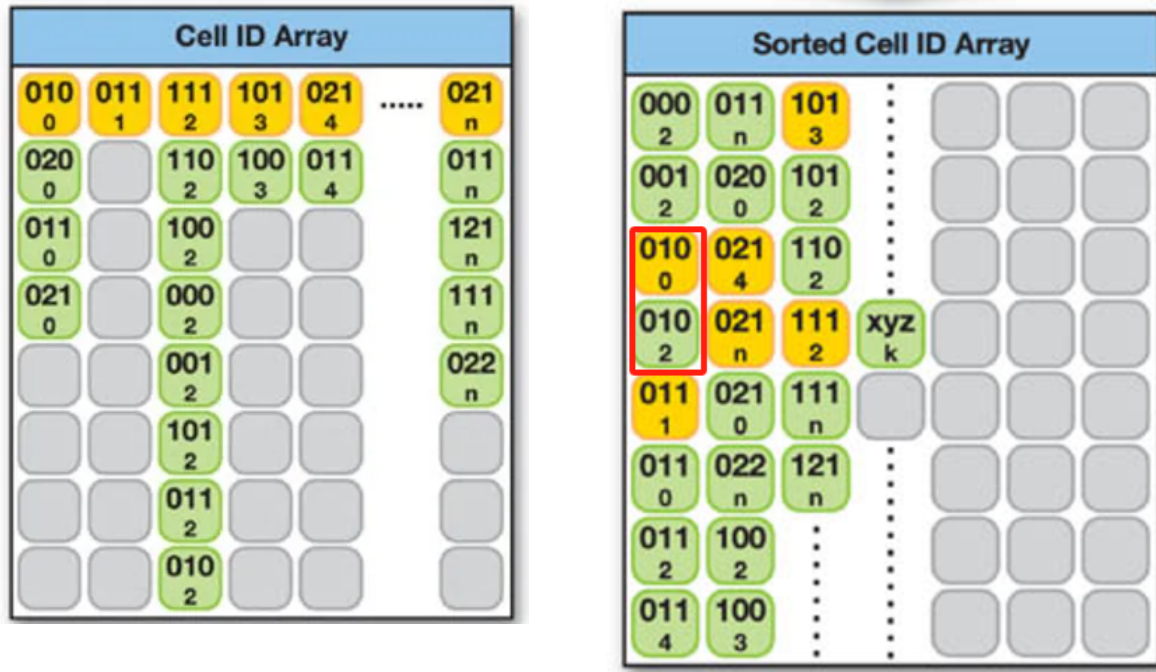 Cell ID Array
010 011 111 101 021 ..... 021
0 1 2 3 4 n
020 110 100 011 011
0 2 3 4 n
011 100 121
0 2 n
021 000 111
0 2 n
001 022
2 n
101
2
011
2
010
2
Sorted Cell ID Array
000 011 101
2 n 3
001 020 101
2 0 2
010 021 110
0 4 2
010 021 111 xyz
2 n 2 k
011 021 111
1 0 n
011 022 121
0 n n
011 100
2 2
011 100
4 3